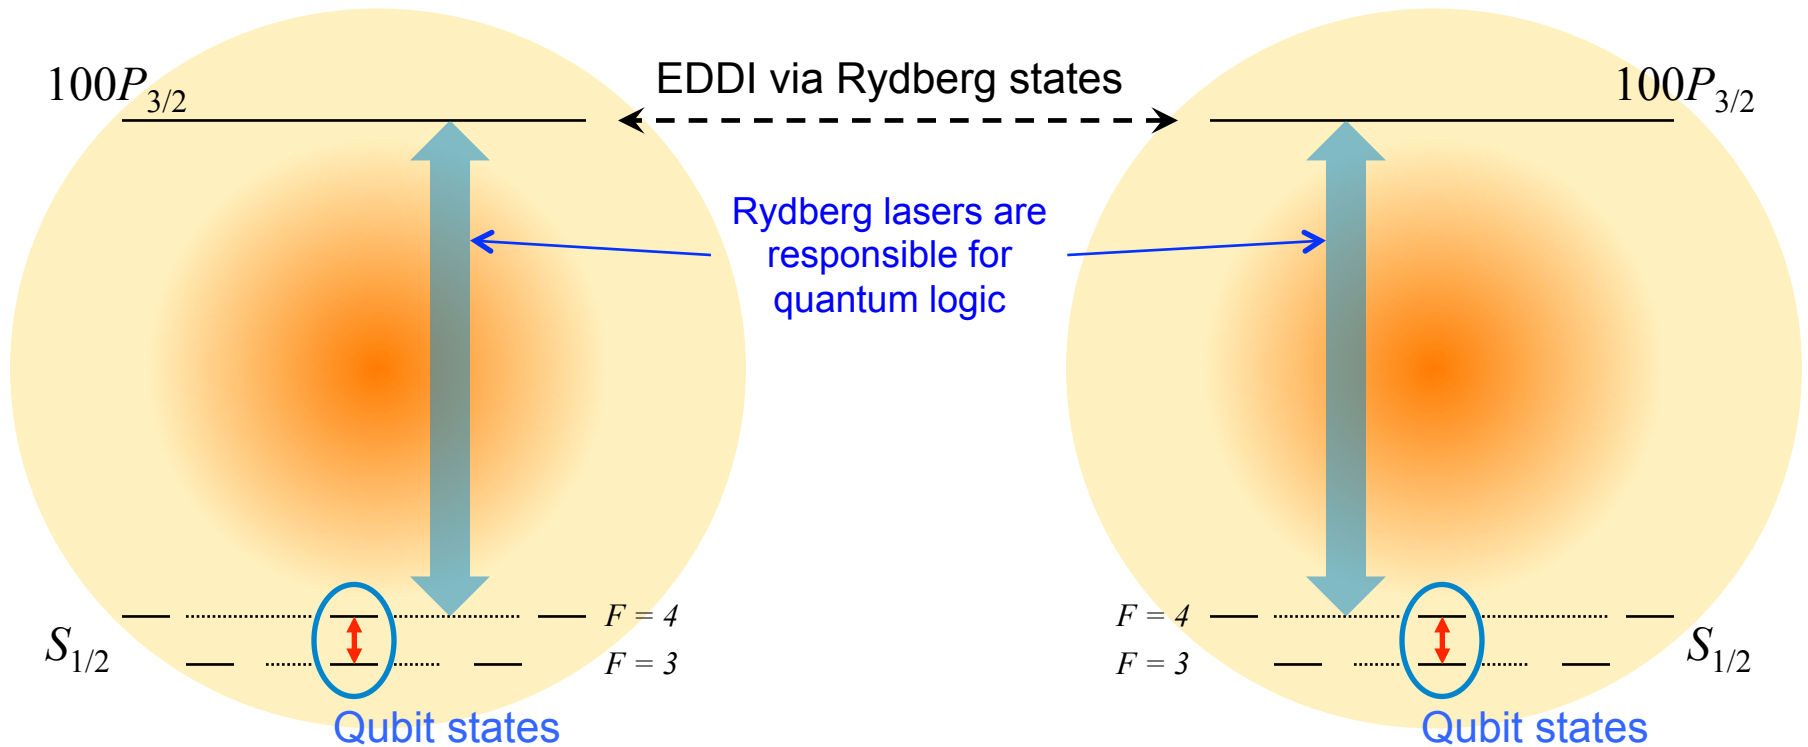 EDDI via Rydberg states
100P3/2
100P3/2
Rydberg lasers are
responsible for
quantum logic
F = 4
F = 4
S1/2
F = 3
F = 3
S1/2
Qubit states
Qubit states